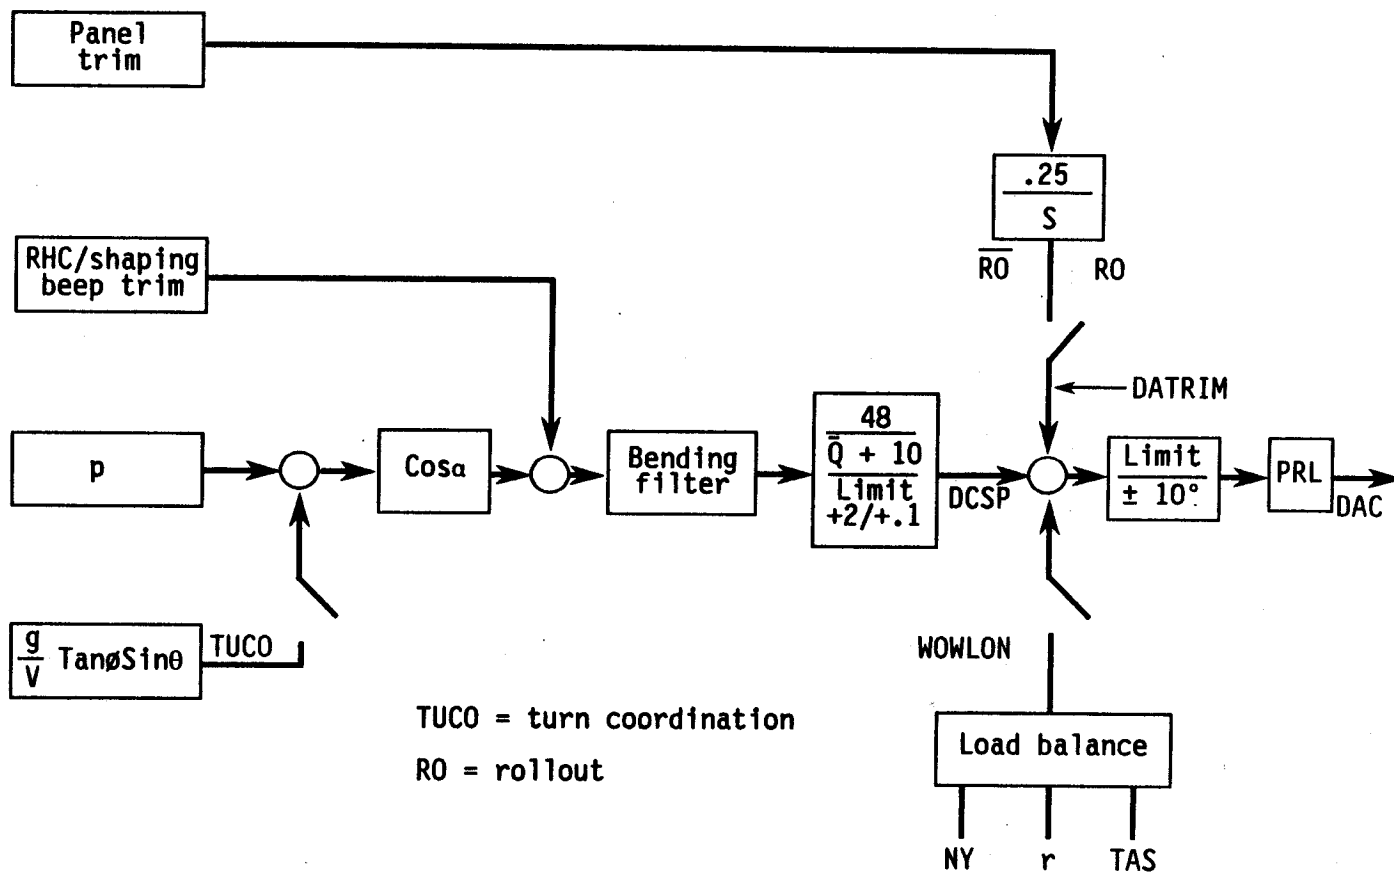 Panel
trim
.25
S
R̅O̅ RO
RHC/shaping
beep trim
DATRIM
p
Cosα
Bending
filter
48
Q̄ + 10
Limit
+2/+.1
DCSP
Limit
± 10°
PRL
DAC
g
V
TanøSinθ
TUCO
WOWLON
TUCO = turn coordination
RO = rollout
Load balance
NY r TAS